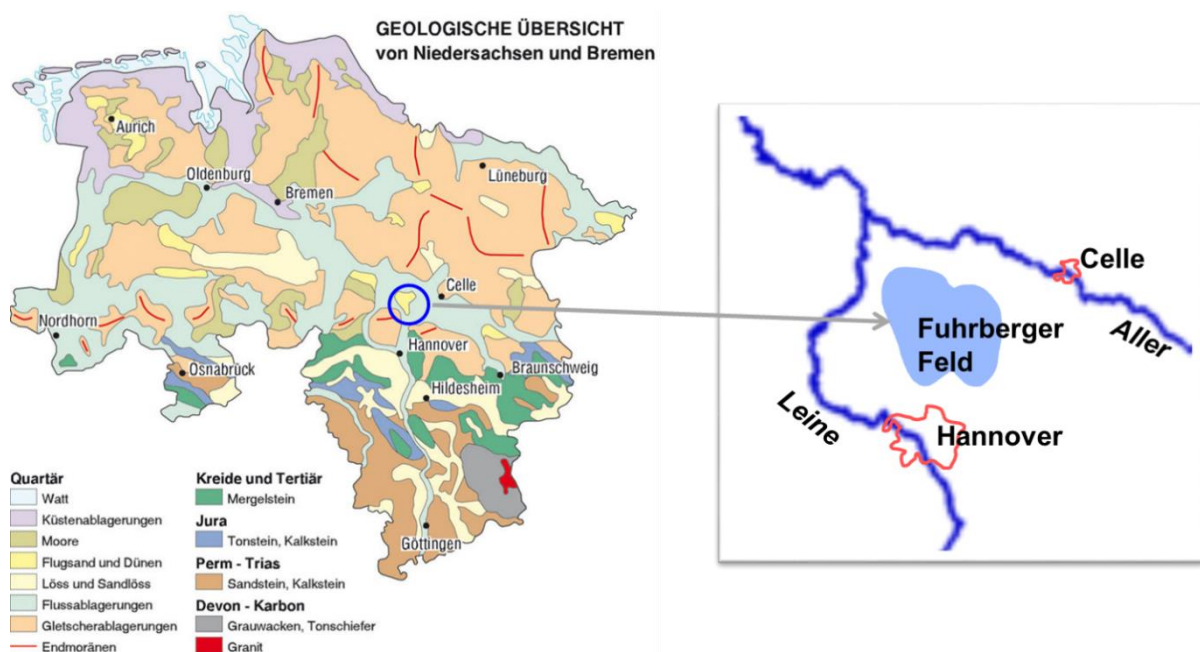 GEOLOGISCHE ÜBERSICHT
von Niedersachsen und Bremen
Aurich
Oldenburg
Bremen
Lüneburg
Celle
Nordhorn
Hannover
Osnabrück
Braunschweig
Hildesheim
Göttingen
Quartär
Watt
Küstenablagerungen
Moore
Flugsand und Dünen
Löss und Sandlöss
Flussablagerungen
Gletscherablagerungen
Endmoränen
Kreide und Tertiär
Mergelstein
Jura
Tonstein, Kalkstein
Perm - Trias
Sandstein, Kalkstein
Devon - Karbon
Grauwacken, Tonschiefer
Granit
Celle
Fuhrberger
Feld
Aller
Leine
Hannover